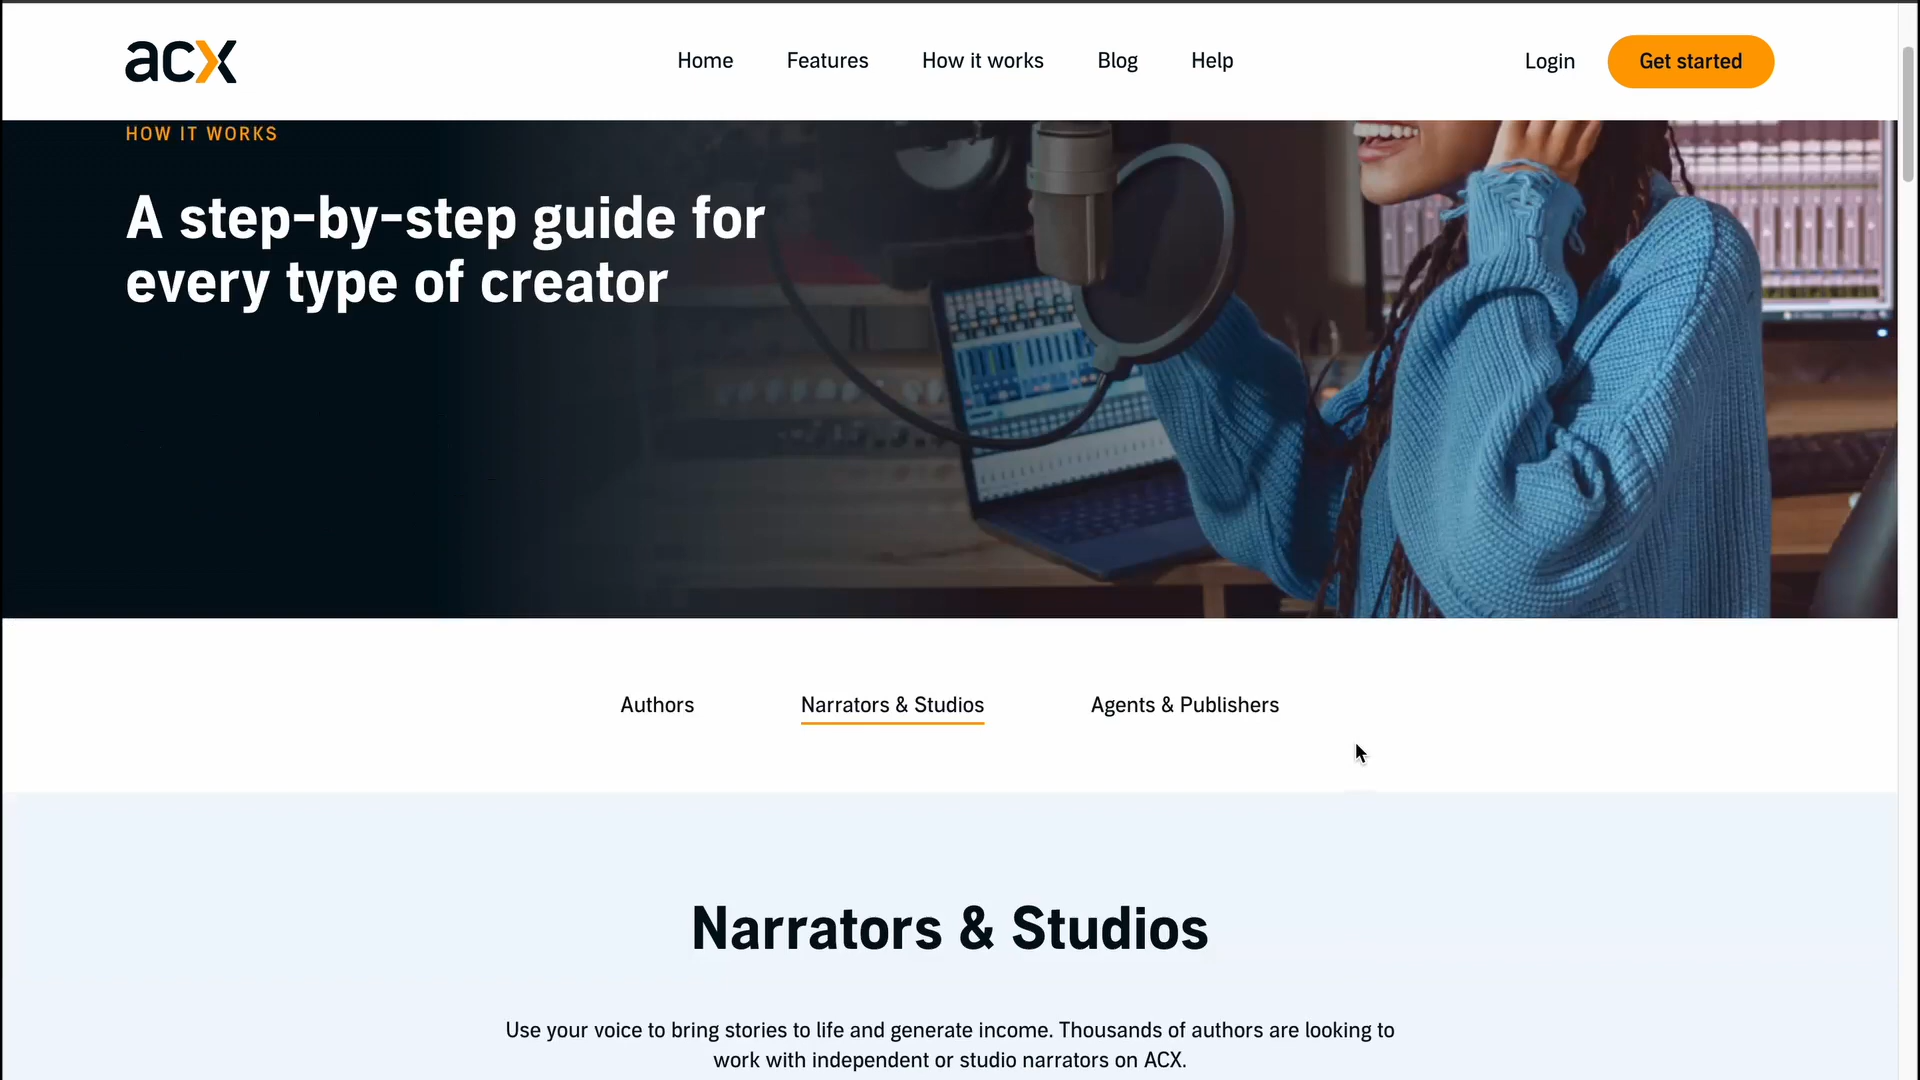 acx
Home Features How it works Blog Help
Login Get started
HOW IT WORKS
A step-by-step guide for
every type of creator
Authors Narrators & Studios Agents & Publishers
Narrators & Studios
Use your voice to bring stories to life and generate income. Thousands of authors are looking to
work with independent or studio narrators on ACX.